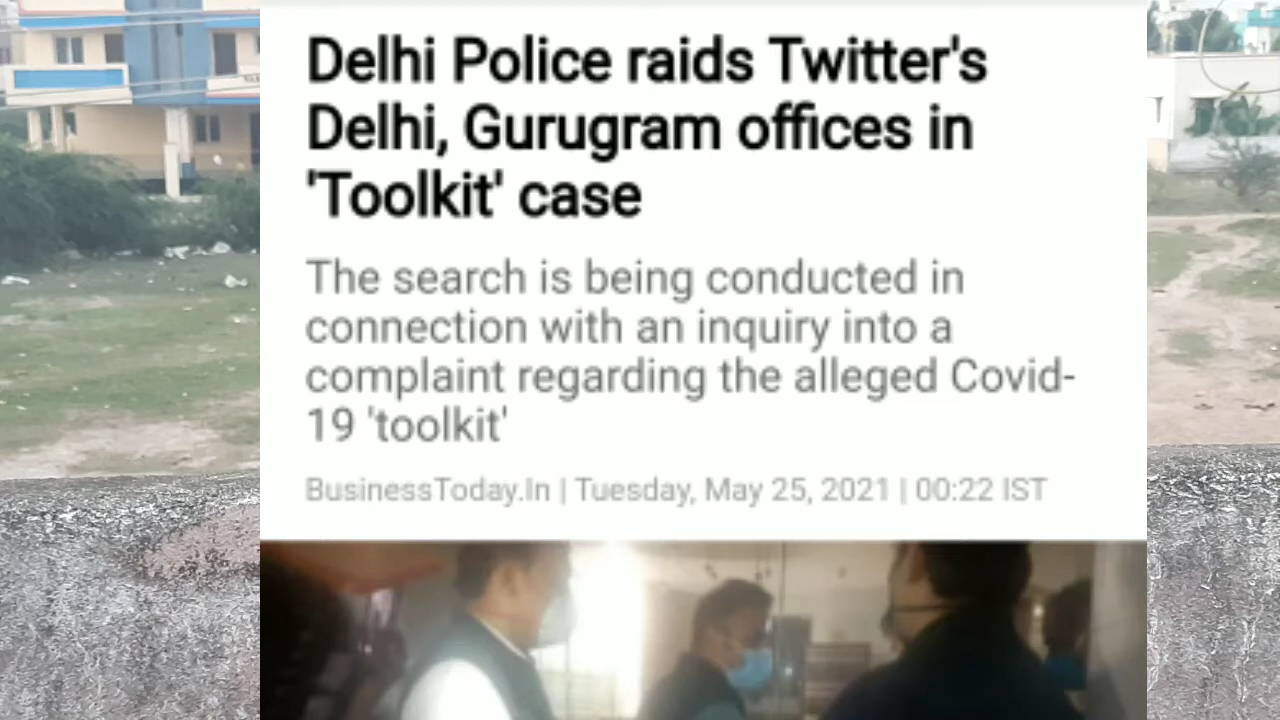 Delhi Police raids Twitter's
Delhi, Gurugram offices in
'Toolkit' case
The search is being conducted in
connection with an inquiry into a
complaint regarding the alleged Covid-
19 'toolkit'
BusinessToday.In | Tuesday, May 25, 2021 | 00:22 IST